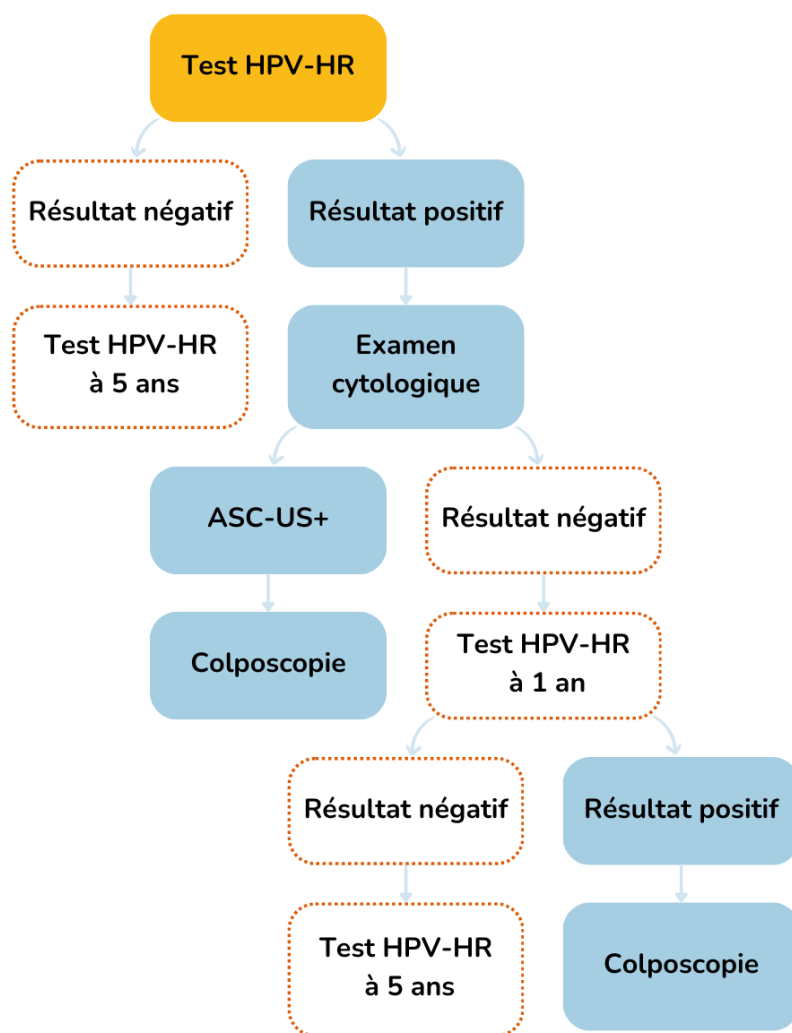 Test HPV-HR
Résultat négatif
Résultat positif
Test HPV-HR
à 5 ans
Examen
cytologique
ASC-US+
Résultat négatif
Colposcopie
Test HPV-HR
à 1 an
Résultat négatif
Résultat positif
Test HPV-HR
à 5 ans
Colposcopie